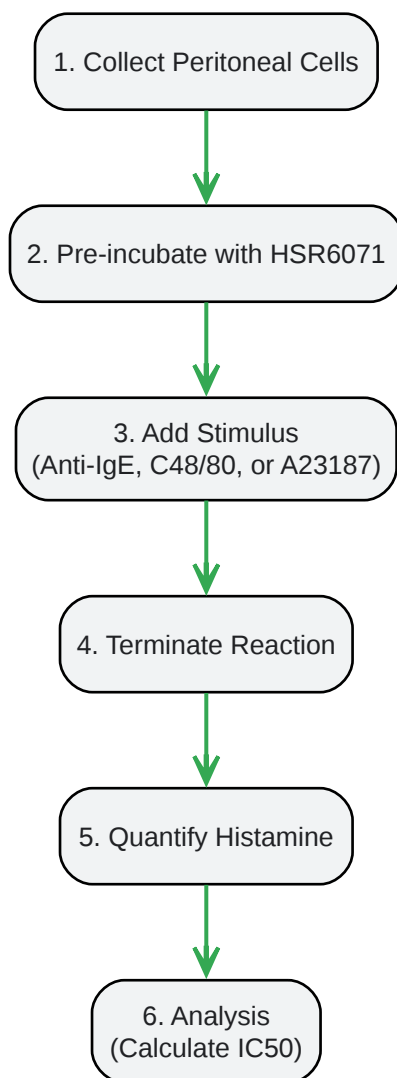 1. Collect Peritoneal Cells
2. Pre-incubate with HSR6071
3. Add Stimulus
(Anti-IgE, C48/80, or A23187)
4. Terminate Reaction
5. Quantify Histamine
6. Analysis
(Calculate IC50)